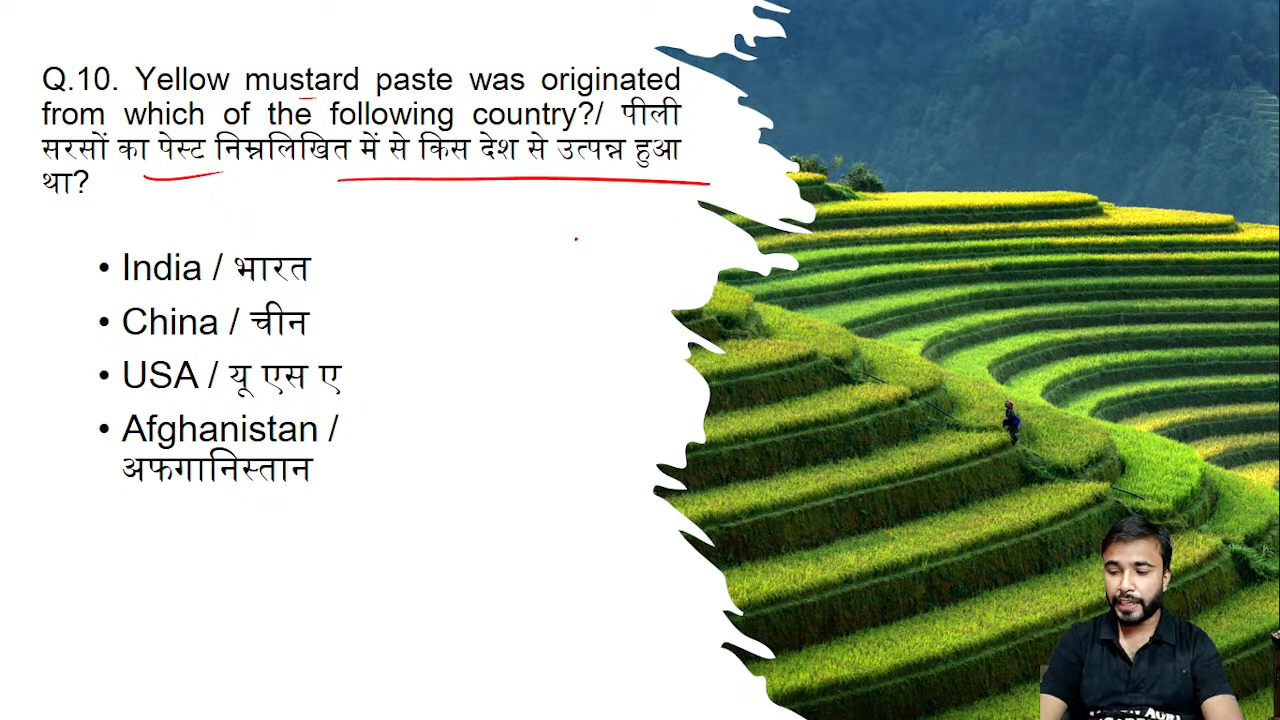 Q.10. Yellow mustard paste was originated
from which of the following country?/ पीली
सरसों का पेस्ट निम्नलिखित में से किस देश से उत्पन्न हुआ
था?
• India / भारत
• China / चीन
• USA / यू एस ए
• Afghanistan /
अफगानिस्तान